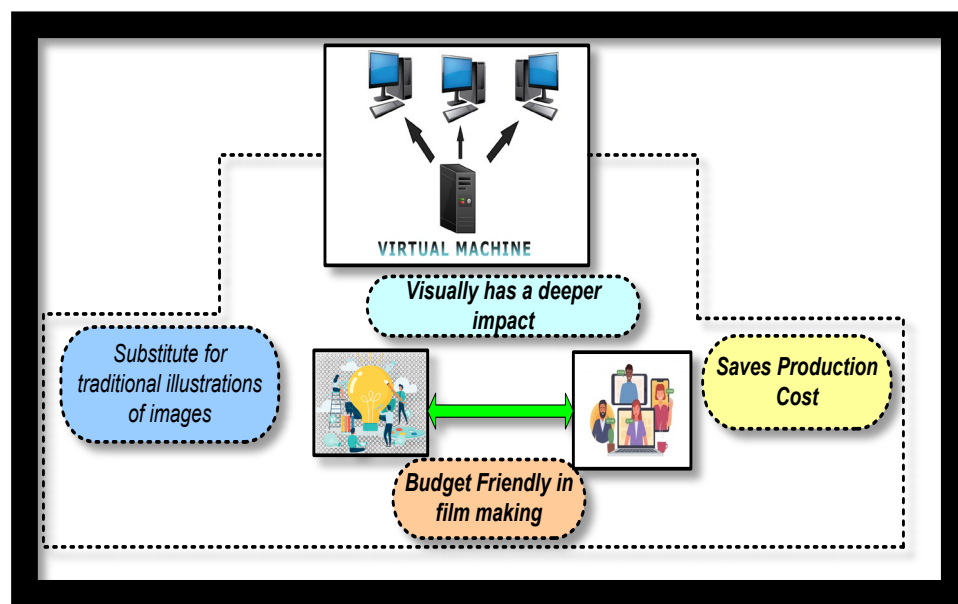 VIRTUAL MACHINE
Visually has a deeper
impact
Substitute for
traditional illustrations
of images
Saves Production
Cost
Budget Friendly in
film making